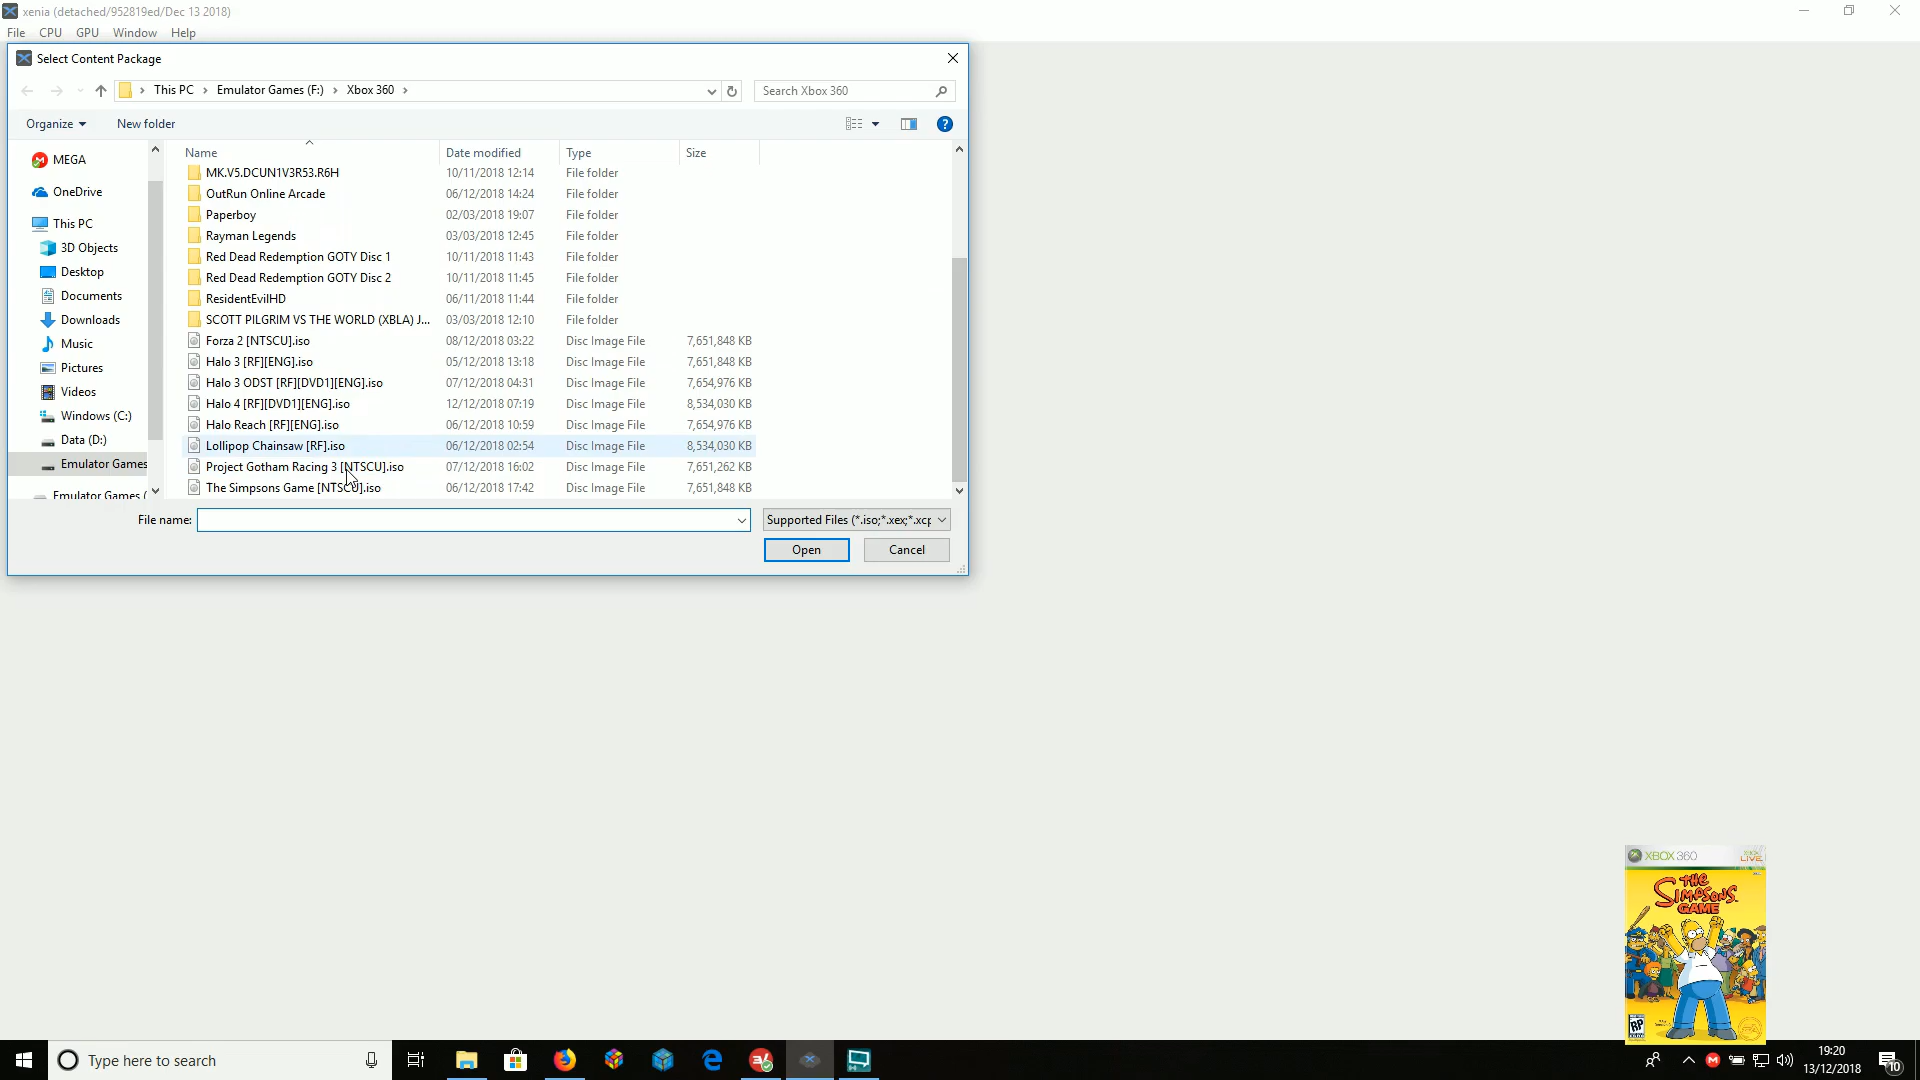 xenia (detached/952819ed/Dec 13 2018)
File CPU GPU Window Help
Select Content Package
This PC > Emulator Games (F:) > Xbox 360 >
Search Xbox 360
Organize New folder
Name Date modified Type Size
MEGA
OneDrive
This PC
3D Objects
Desktop
Documents
Downloads
Music
Pictures
Videos
Windows (C:)
Data (D:)
Emulator Games
Emulator Games (
MK.V5.DCUN1V3R53.R6H 10/11/2018 12:14 File folder
OutRun Online Arcade 06/12/2018 14:24 File folder
Paperboy 02/03/2018 19:07 File folder
Rayman Legends 03/03/2018 12:45 File folder
Red Dead Redemption GOTY Disc 1 10/11/2018 11:43 File folder
Red Dead Redemption GOTY Disc 2 10/11/2018 11:45 File folder
ResidentEvilHD 06/11/2018 11:44 File folder
SCOTT PILGRIM VS THE WORLD (XBLA) J... 03/03/2018 12:10 File folder
Forza 2 [NTSCU].iso 08/12/2018 03:22 Disc Image File 7,651,848 KB
Halo 3 [RF][ENG].iso 05/12/2018 13:18 Disc Image File 7,651,848 KB
Halo 3 ODST [RF][DVD1][ENG].iso 07/12/2018 04:31 Disc Image File 7,654,976 KB
Halo 4 [RF][DVD1][ENG].iso 12/12/2018 07:19 Disc Image File 8,534,030 KB
Halo Reach [RF][ENG].iso 06/12/2018 10:59 Disc Image File 7,654,976 KB
Lollipop Chainsaw [RF].iso 06/12/2018 02:54 Disc Image File 8,534,030 KB
Project Gotham Racing 3 [NTSCU].iso 07/12/2018 16:02 Disc Image File 7,651,262 KB
The Simpsons Game [NTSCU].iso 06/12/2018 17:42 Disc Image File 7,651,848 KB
File name:
Supported Files (*.iso;*.xex;*.xcp
Open Cancel
XBOX 360
XBOX LIVE
THE SIMPSONS GAME
RP
EA
Type here to search
19:20
13/12/2018
10